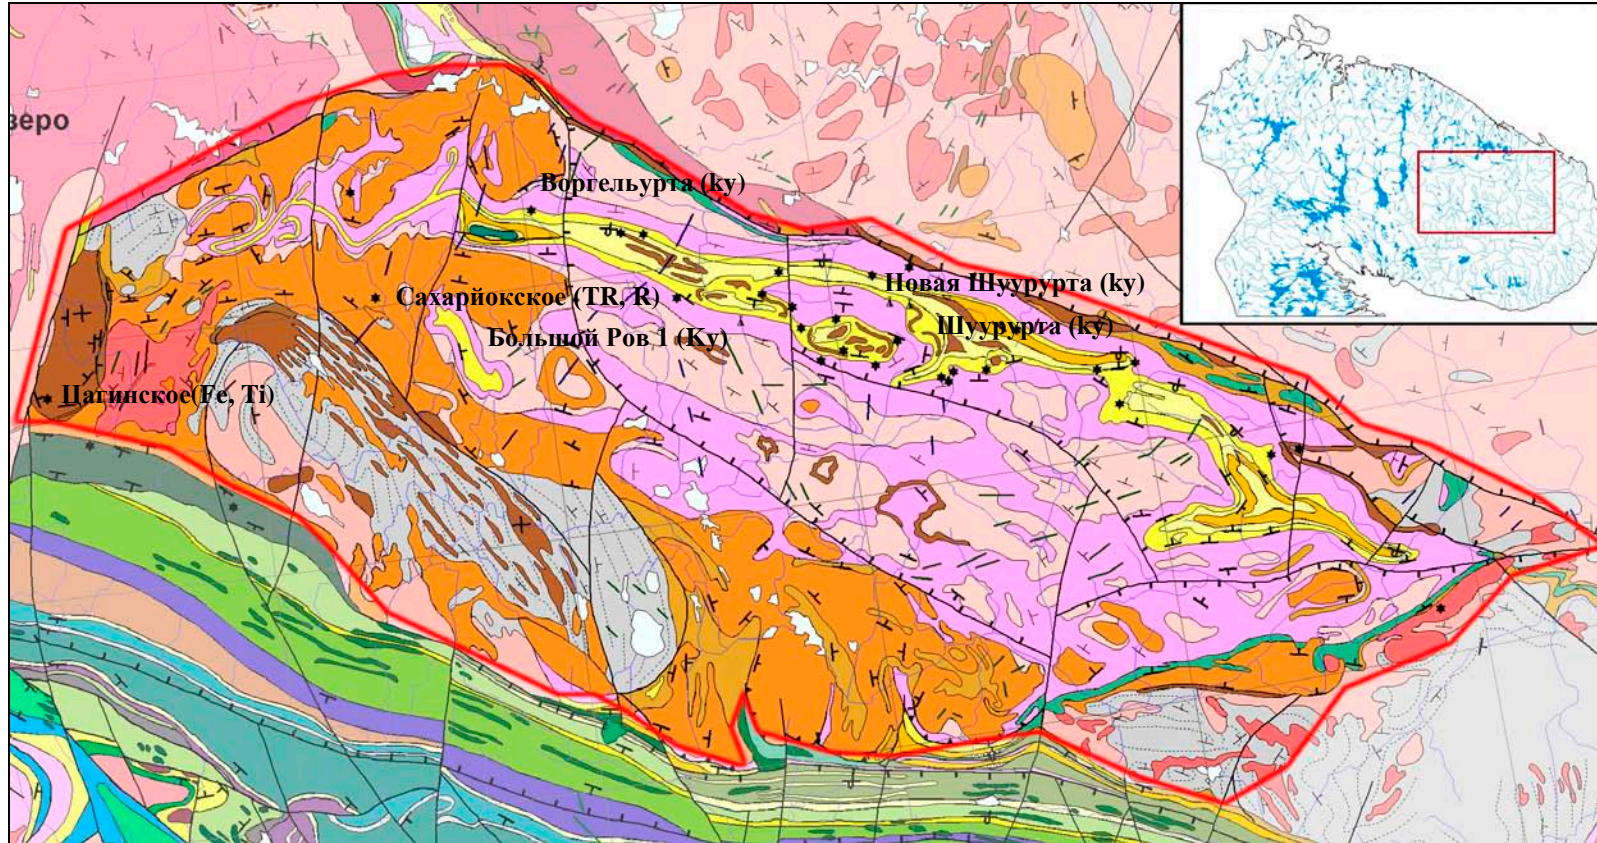 зеро
Воргельурта (ky)
Новая Шуурурта (ky)
Сахарйокское (TR, R)
Шуурурта (ky)
Большой Ров 1 (Ky)
Цагинское(Fe, Ti)